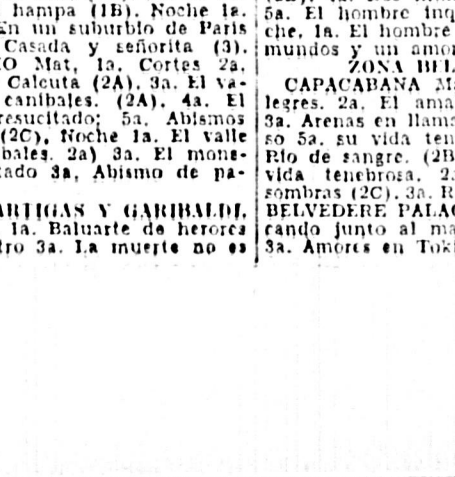 hampa (1B). Noche 1a.
En un suburbio de París
Casada y señorita (3).
O Mat, 1a. Cortes 2a.
Calcuta (2A). 3a. El va-
canibales. (2A). 4a. El
resucitado; 5a. Abismos
(2C), Noche 1a. El valle
bales. 2a) 3a. El mons-
tado 3a, Abismo de pa-
ARTIGAS Y GARIBALDI.
1a. Baluarte de herores
tro 3a. La muerte no es
5a. El hombre inq
che, 1a. El hombre
mundos y un amor
ZONA BEL
CAPACABANA M
legres. 2a. El ama
3a. Arenas en llam
so 5a. su vida ten
Río de sangre. (2B
vida tenebrosa. 2
sombras (2C). 3a. R
BELVEDERE PALAC
cando junto al ma
3a. Amores en Toki